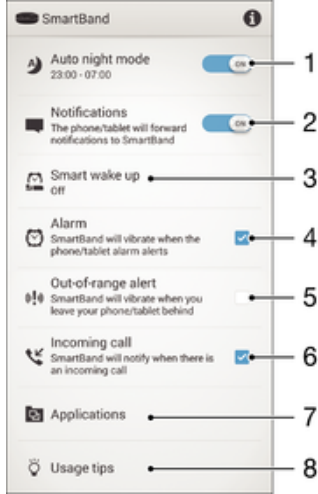 SmartBand
Auto night mode
23:00 - 07:00
ON
1
Notifications
The phone/tablet will forward
notifications to SmartBand
ON
2
Smart wake up
Off
3
Alarm
SmartBand will vibrate when the
phone/tablet alarm alerts
4
Out-of-range alert
SmartBand will vibrate when you
leave your phone/tablet behind
5
Incoming call
SmartBand will notify when there is
an incoming call
6
Applications
7
Usage tips
8